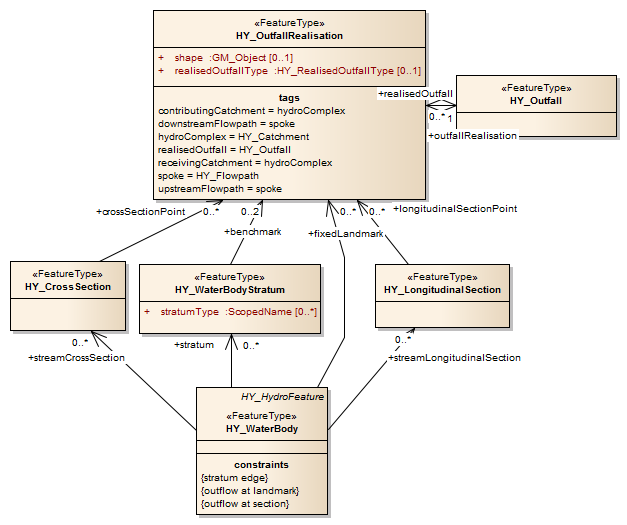 «FeatureType»
HY_OutfallRealisation
+ shape :GM_Object [0..1]
+ realisedOutfallType :HY_RealisedOutfallType [0..1]
tags
contributingCatchment = hydroComplex
downstreamFlowpath = spoke
hydroComplex = HY_Catchment
realisedOutfall = HY_Outfall
receivingCatchment = hydroComplex
spoke = HY_Flowpath
upstreamFlowpath = spoke
+realisedOutfall
0..* 1
+outfallRealisation
«FeatureType»
HY_Outfall
+crossSectionPoint
0..*
0..2
+benchmark
0..*
+fixedLandmark
0..*
+longitudinalSectionPoint
«FeatureType»
HY_CrossSection
«FeatureType»
HY_WaterBodyStratum
+ stratumType :ScopedName [0..*]
«FeatureType»
HY_LongitudinalSection
0..*
+streamCrossSection
+stratum
0..*
0..*
+streamLongitudinalSection
HY_HydroFeature
«FeatureType»
HY_WaterBody
constraints
{stratum edge}
{outflow at landmark}
{outflow at section}